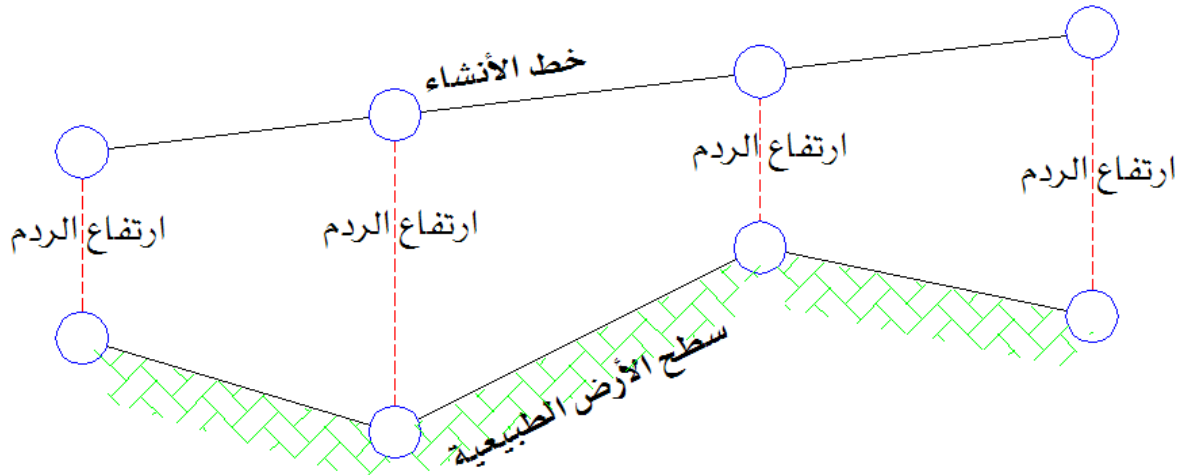 خط الأنشاء
ارتفاع الردم
ارتفاع الردم
ارتفاع الردم
ارتفاع الردم
سطح الأرض الطبيعية